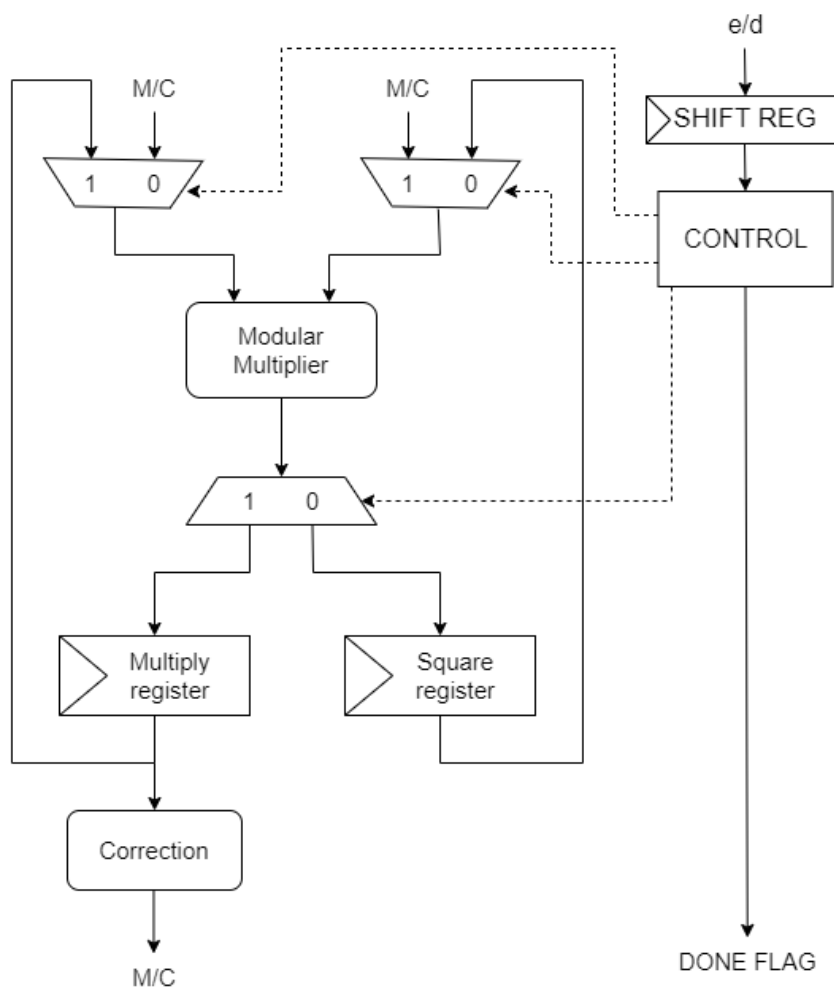 e/d
M/C
M/C
SHIFT REG
1 0
1 0
CONTROL
Modular
Multiplier
1 0
Multiply
register
Square
register
Correction
M/C
DONE FLAG